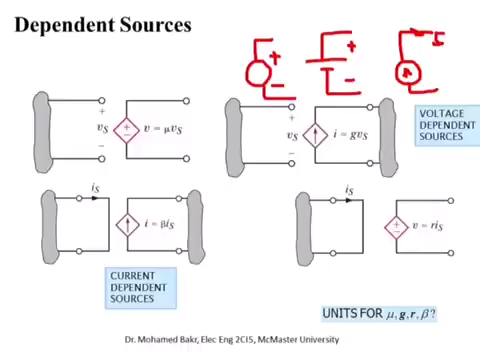 Dependent Sources
+
−
+
−
I
A
+
vS
−
+
−
v = μvS
+
vS
−
i = gvS
VOLTAGE
DEPENDENT
SOURCES
iS
i = βiS
iS
+
−
v = riS
CURRENT
DEPENDENT
SOURCES
UNITS FOR μ, g, r, β?
Dr. Mohamed Bakr, Elec Eng 2CI5, McMaster University